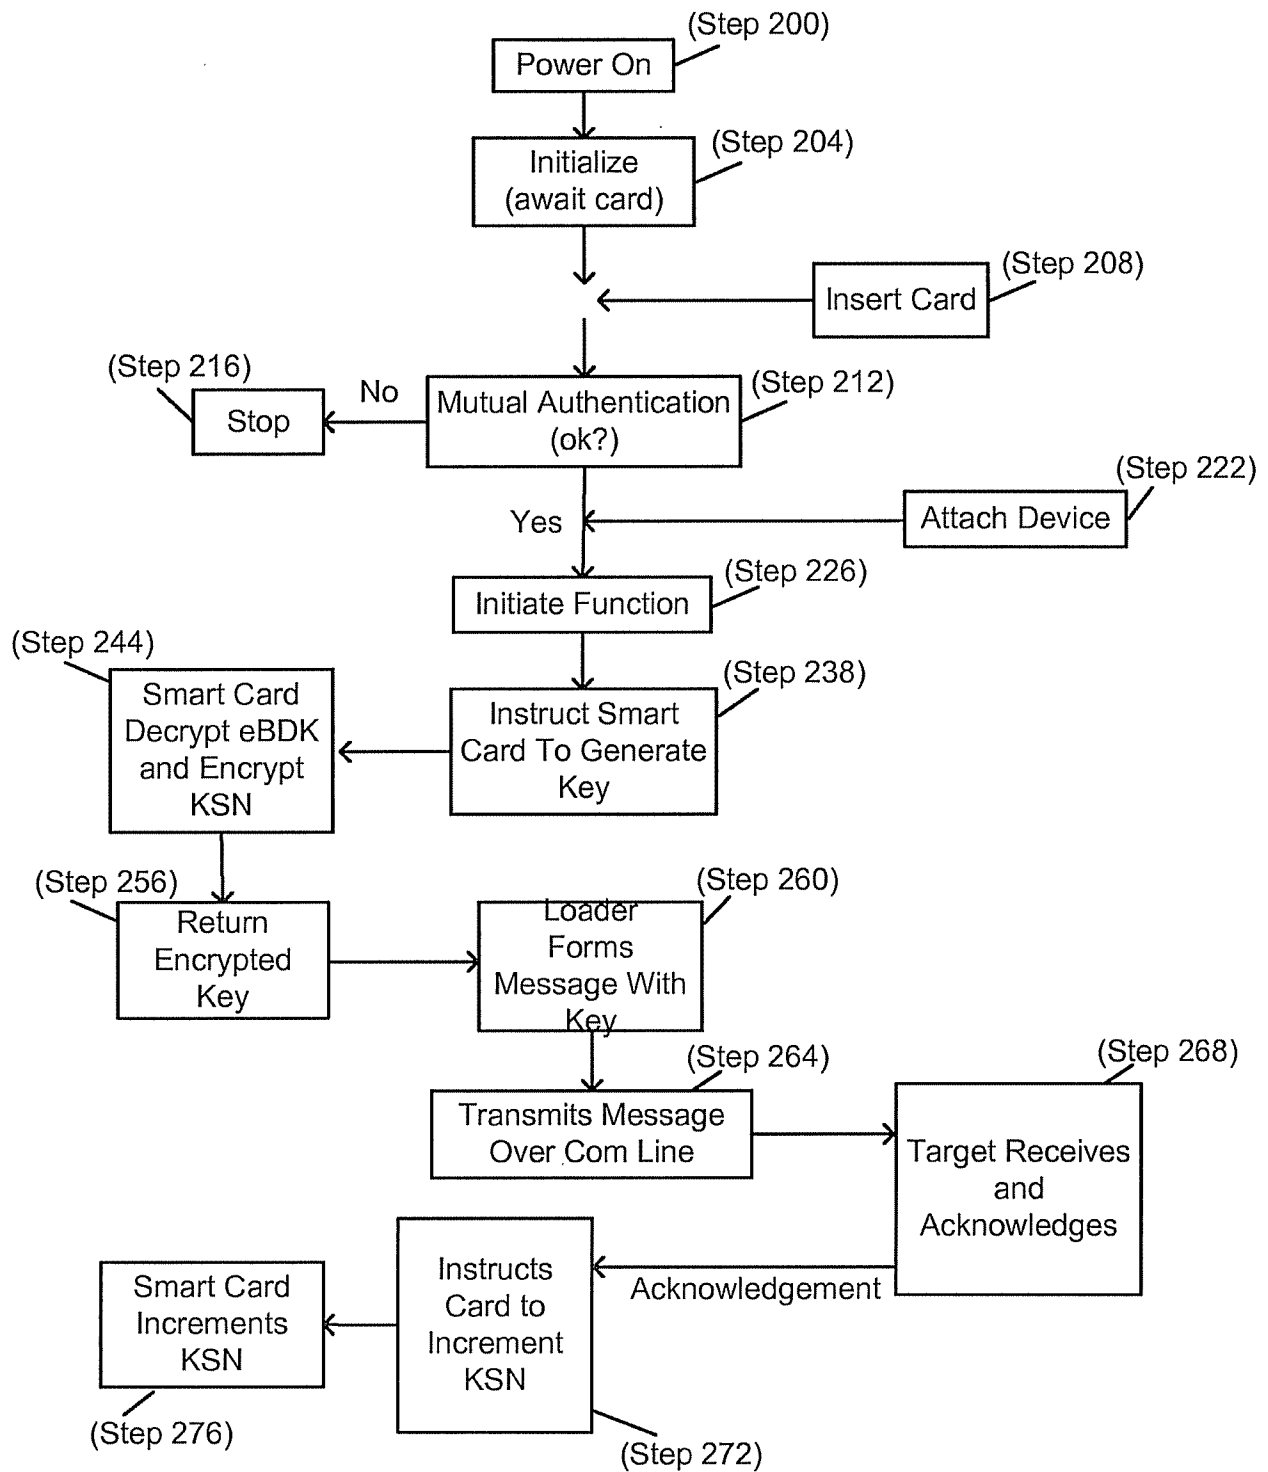 (Step 200)
Power On
(Step 204)
Initialize
(await card)
(Step 208)
Insert Card
(Step 216)
Stop
No
(Step 212)
Mutual Authentication
(ok?)
(Step 222)
Attach Device
Yes
(Step 226)
Initiate Function
(Step 244)
Smart Card
Decrypt eBDK
and Encrypt
KSN
(Step 238)
Instruct Smart
Card To Generate
Key
(Step 256)
Return
Encrypted
Key
(Step 260)
Loader
Forms
Message With
Key
(Step 264)
Transmits Message
Over Com Line
(Step 268)
Target Receives
and
Acknowledges
Acknowledgement
Instructs
Card to
Increment
KSN
(Step 272)
Smart Card
Increments
KSN
(Step 276)